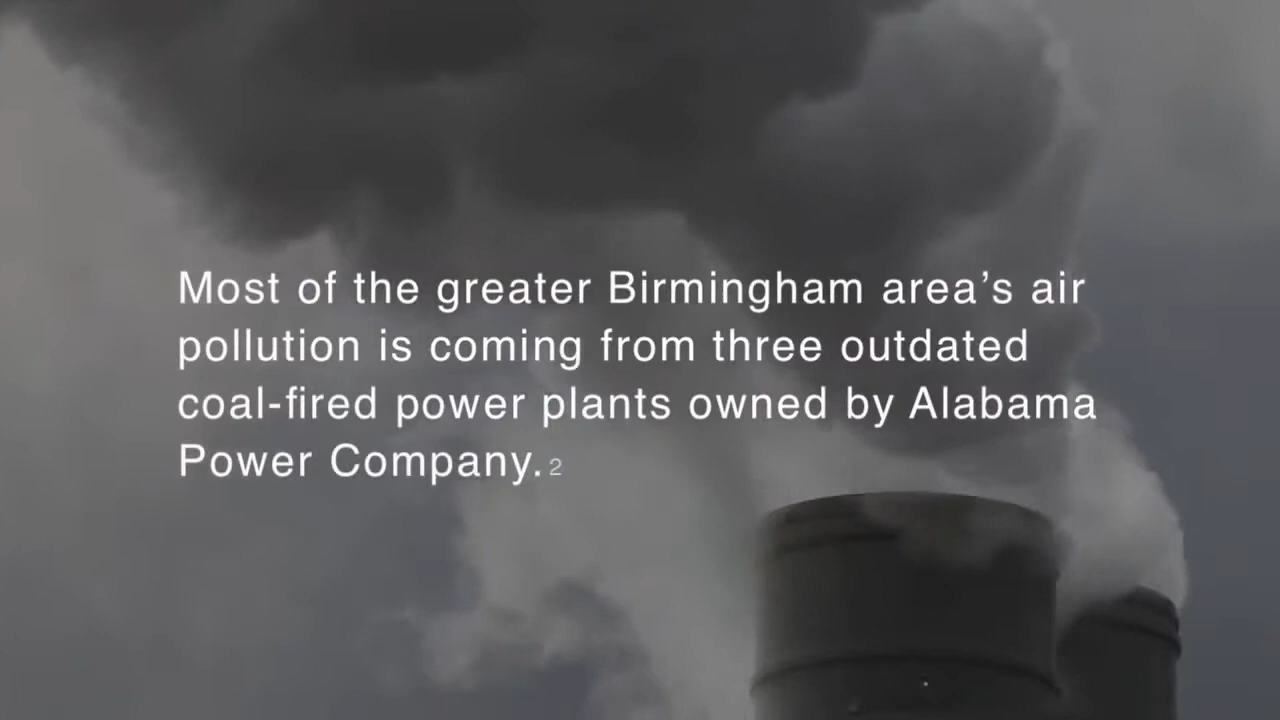 Most of the greater Birmingham area’s air
pollution is coming from three outdated
coal-fired power plants owned by Alabama
Power Company. 2